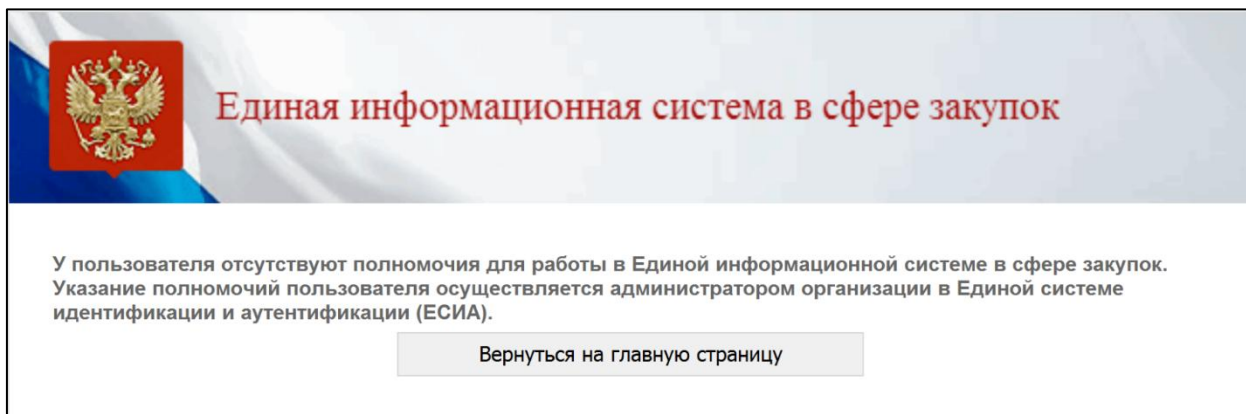 Единая информационная система в сфере закупок
У пользователя отсутствуют полномочия для работы в Единой информационной системе в сфере закупок.
Указание полномочий пользователя осуществляется администратором организации в Единой системе
идентификации и аутентификации (ЕСИА).
Вернуться на главную страницу